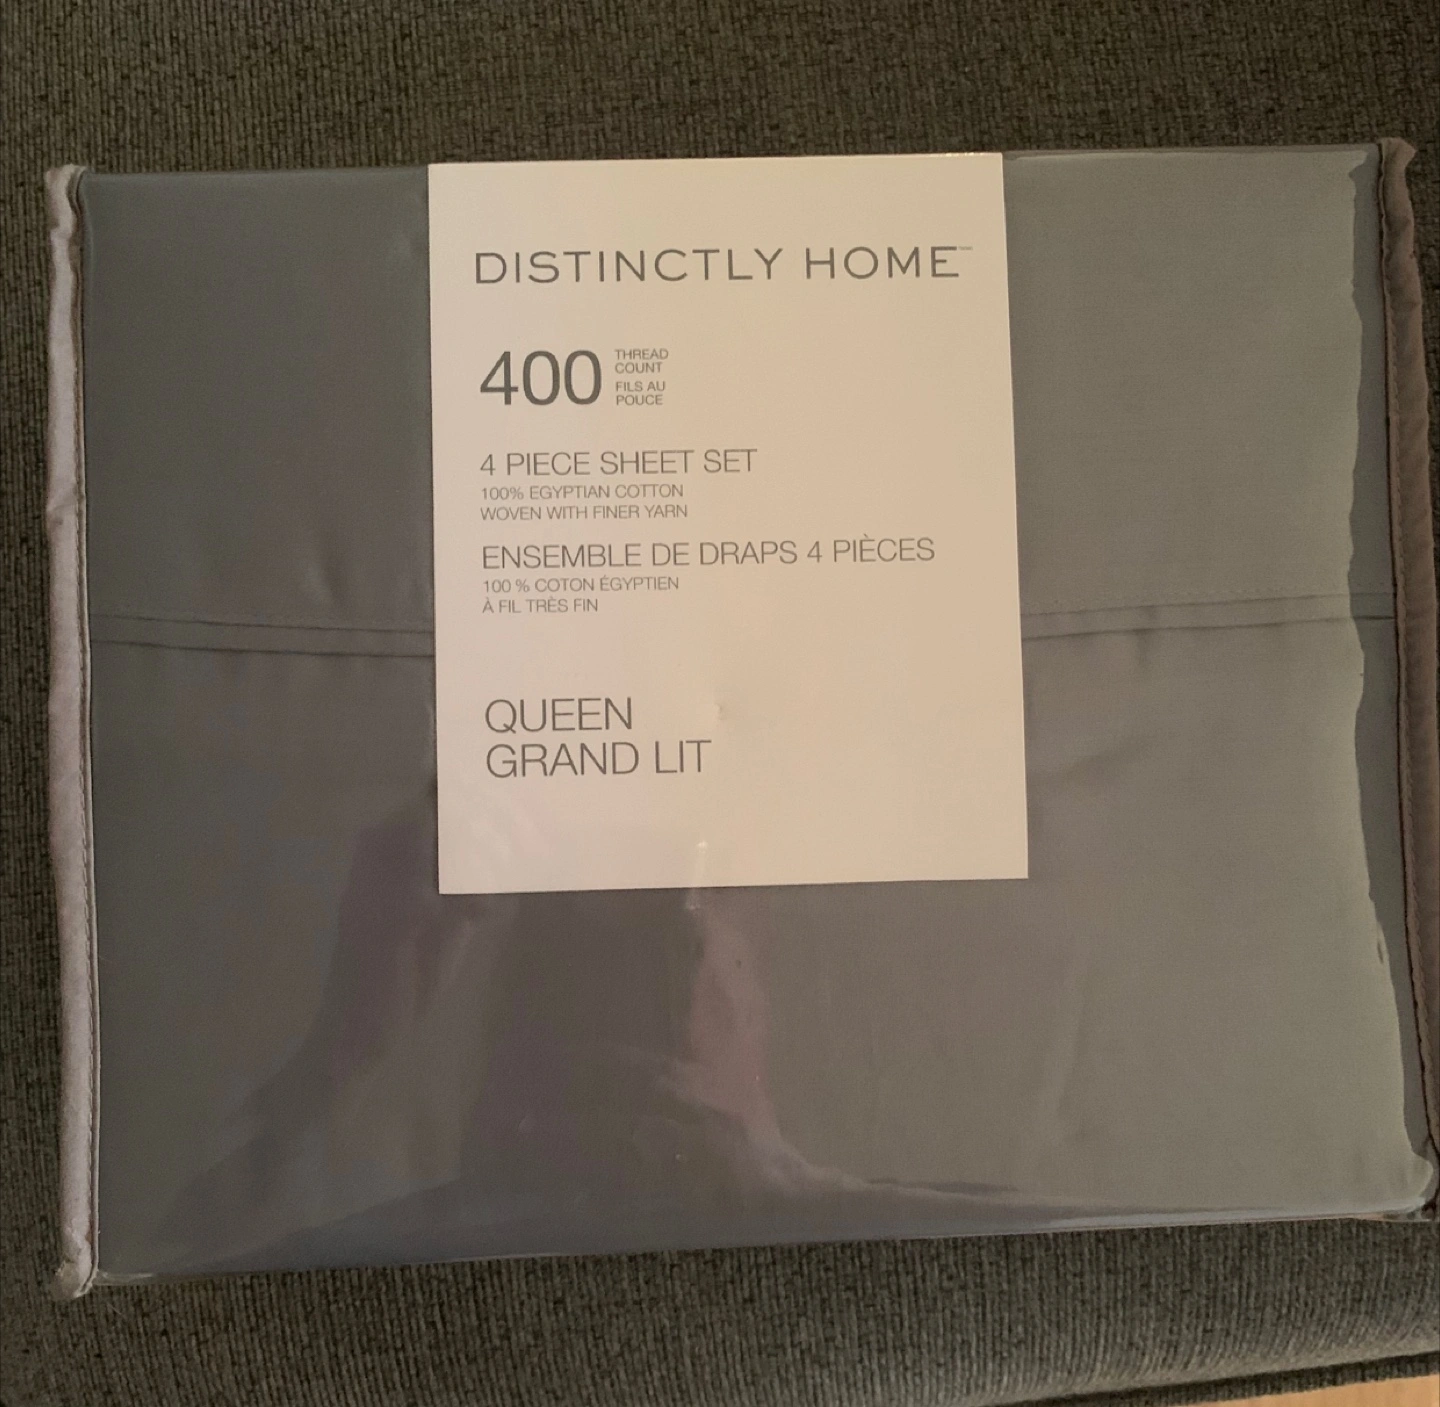 DISTINCTLY HOME™
400
THREAD
COUNT
FILS AU
POUCE
4 PIECE SHEET SET
100% EGYPTIAN COTTON
WOVEN WITH FINER YARN
ENSEMBLE DE DRAPS 4 PIÈCES
100 % COTON ÉGYPTIEN
À FIL TRÈS FIN
QUEEN
GRAND LIT